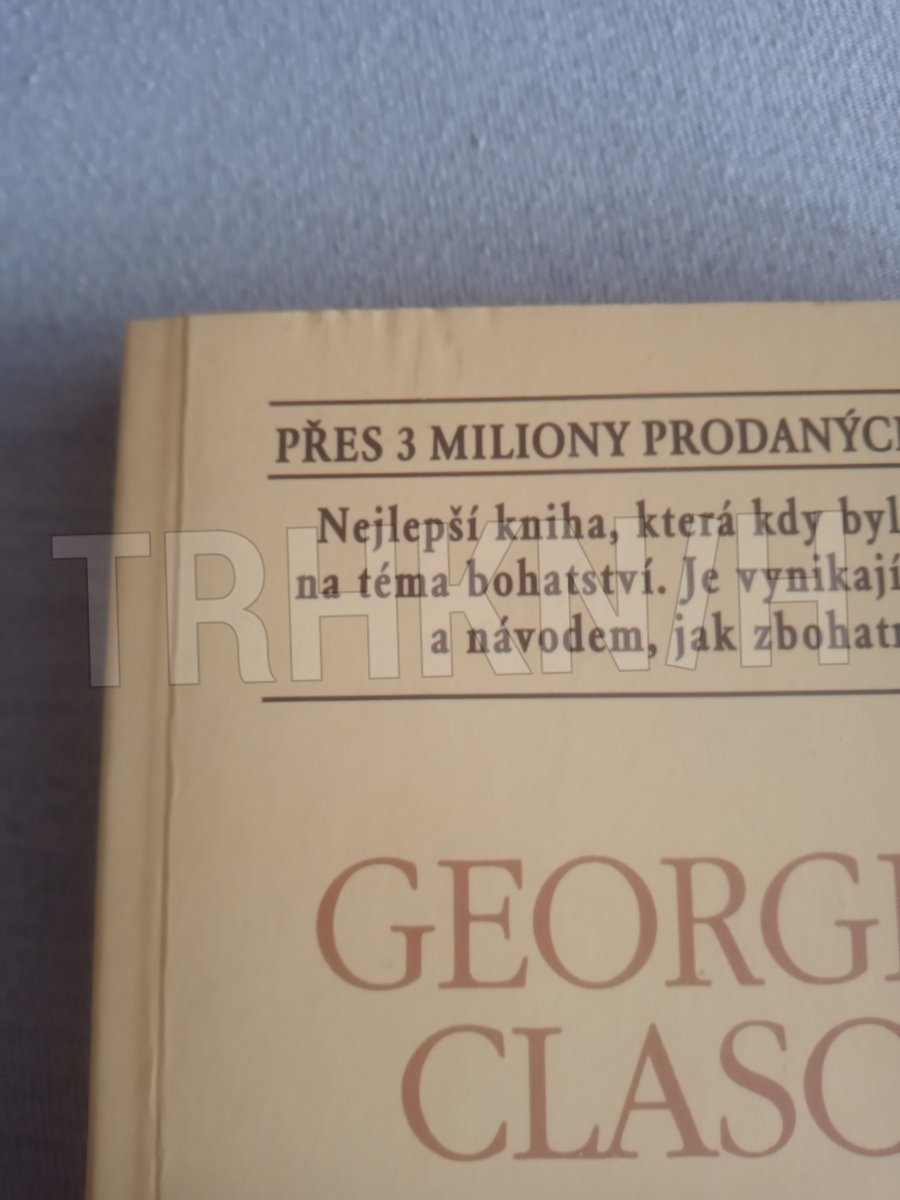 PŘES 3 MILIONY PRODANÝC
Nejlepší kniha, která kdy byl
na téma bohatství. Je vynikají
a návodem, jak zbohatn
TRHKNIH
GEORGE
CLASO